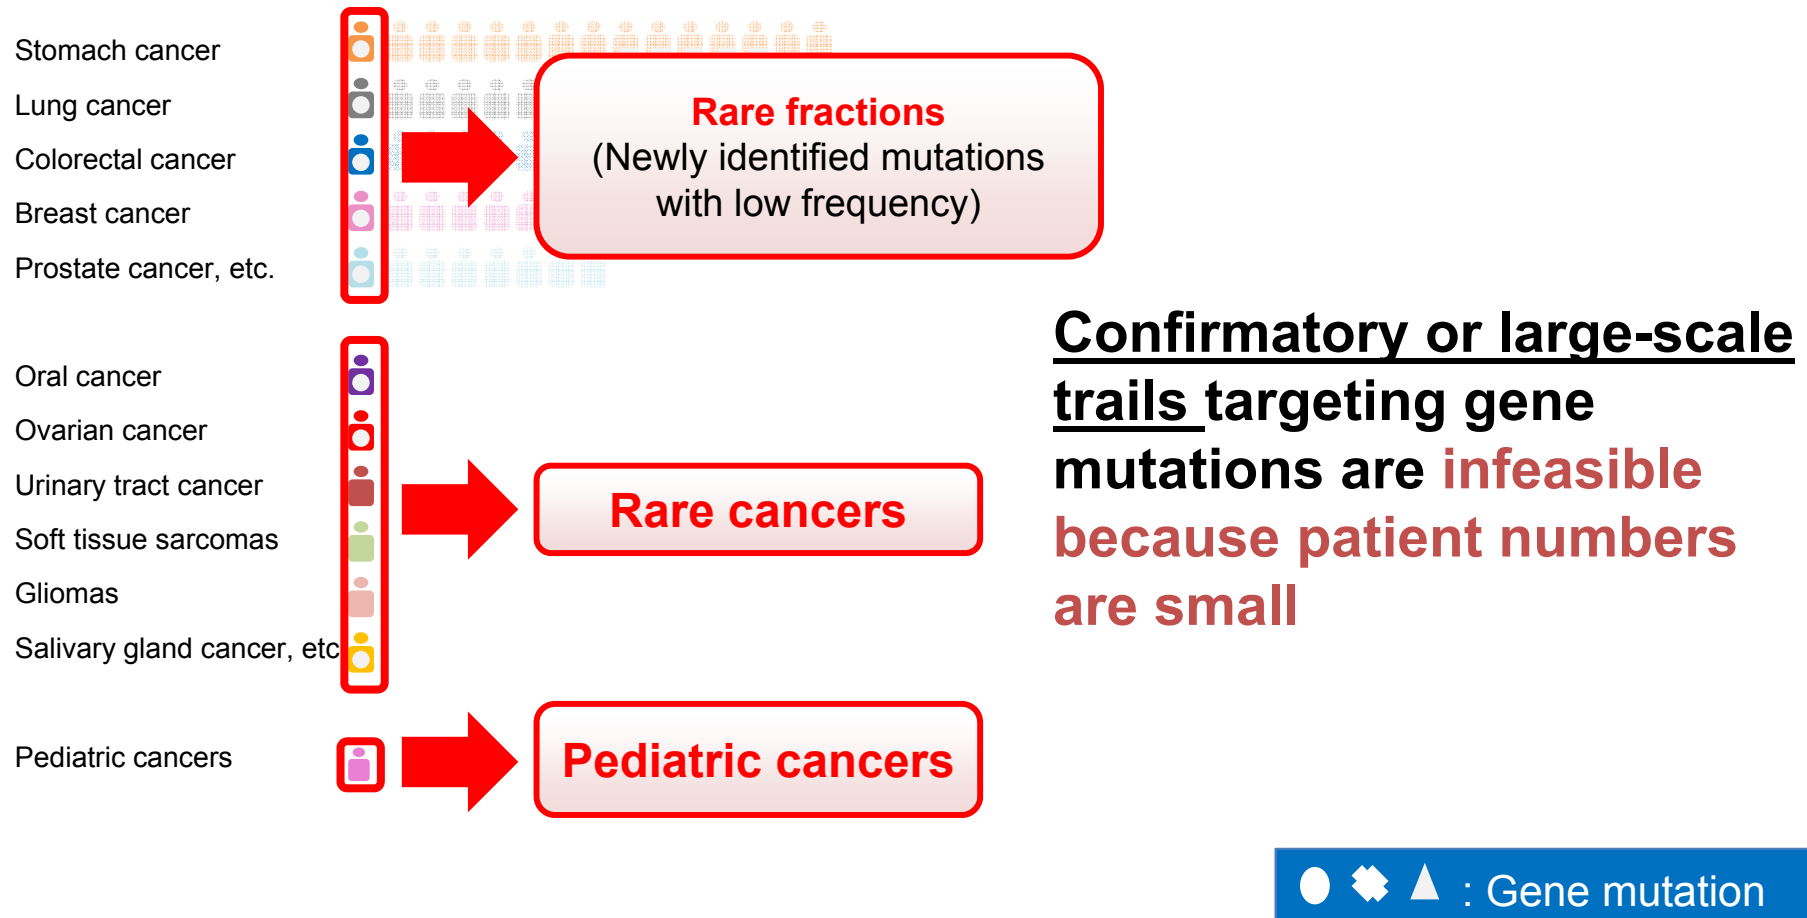 Stomach cancer
Lung cancer
Colorectal cancer
Breast cancer
Prostate cancer, etc.
Rare fractions
(Newly identified mutations
with low frequency)
Oral cancer
Ovarian cancer
Urinary tract cancer
Soft tissue sarcomas
Gliomas
Salivary gland cancer, etc
Rare cancers
Pediatric cancers
Pediatric cancers
Confirmatory or large-scale
trails targeting gene
mutations are infeasible
because patient numbers
are small
: Gene mutation